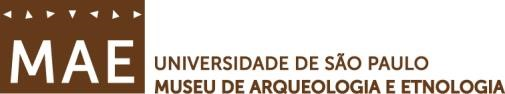 MAE
UNIVERSIDADE DE SÃO PAULO
MUSEU DE ARQUEOLOGIA E ETNOLOGIA